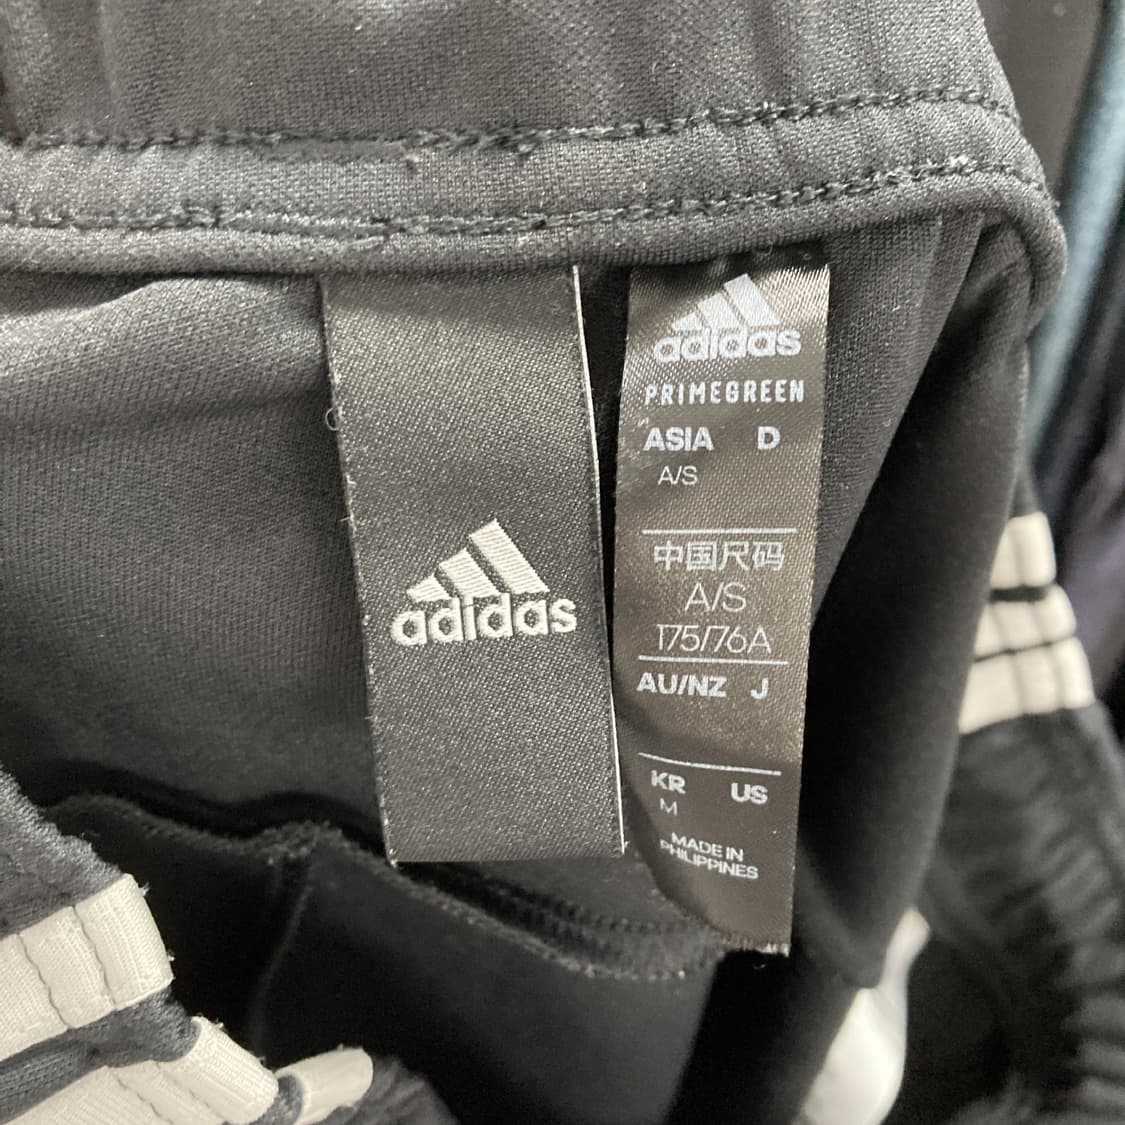 adidas
adidas
PRIMEGREEN
ASIA D
A/S
中国尺码
A/S
175/76A
AU/NZ J
KR US
M
MADE IN
PHILIPPINES